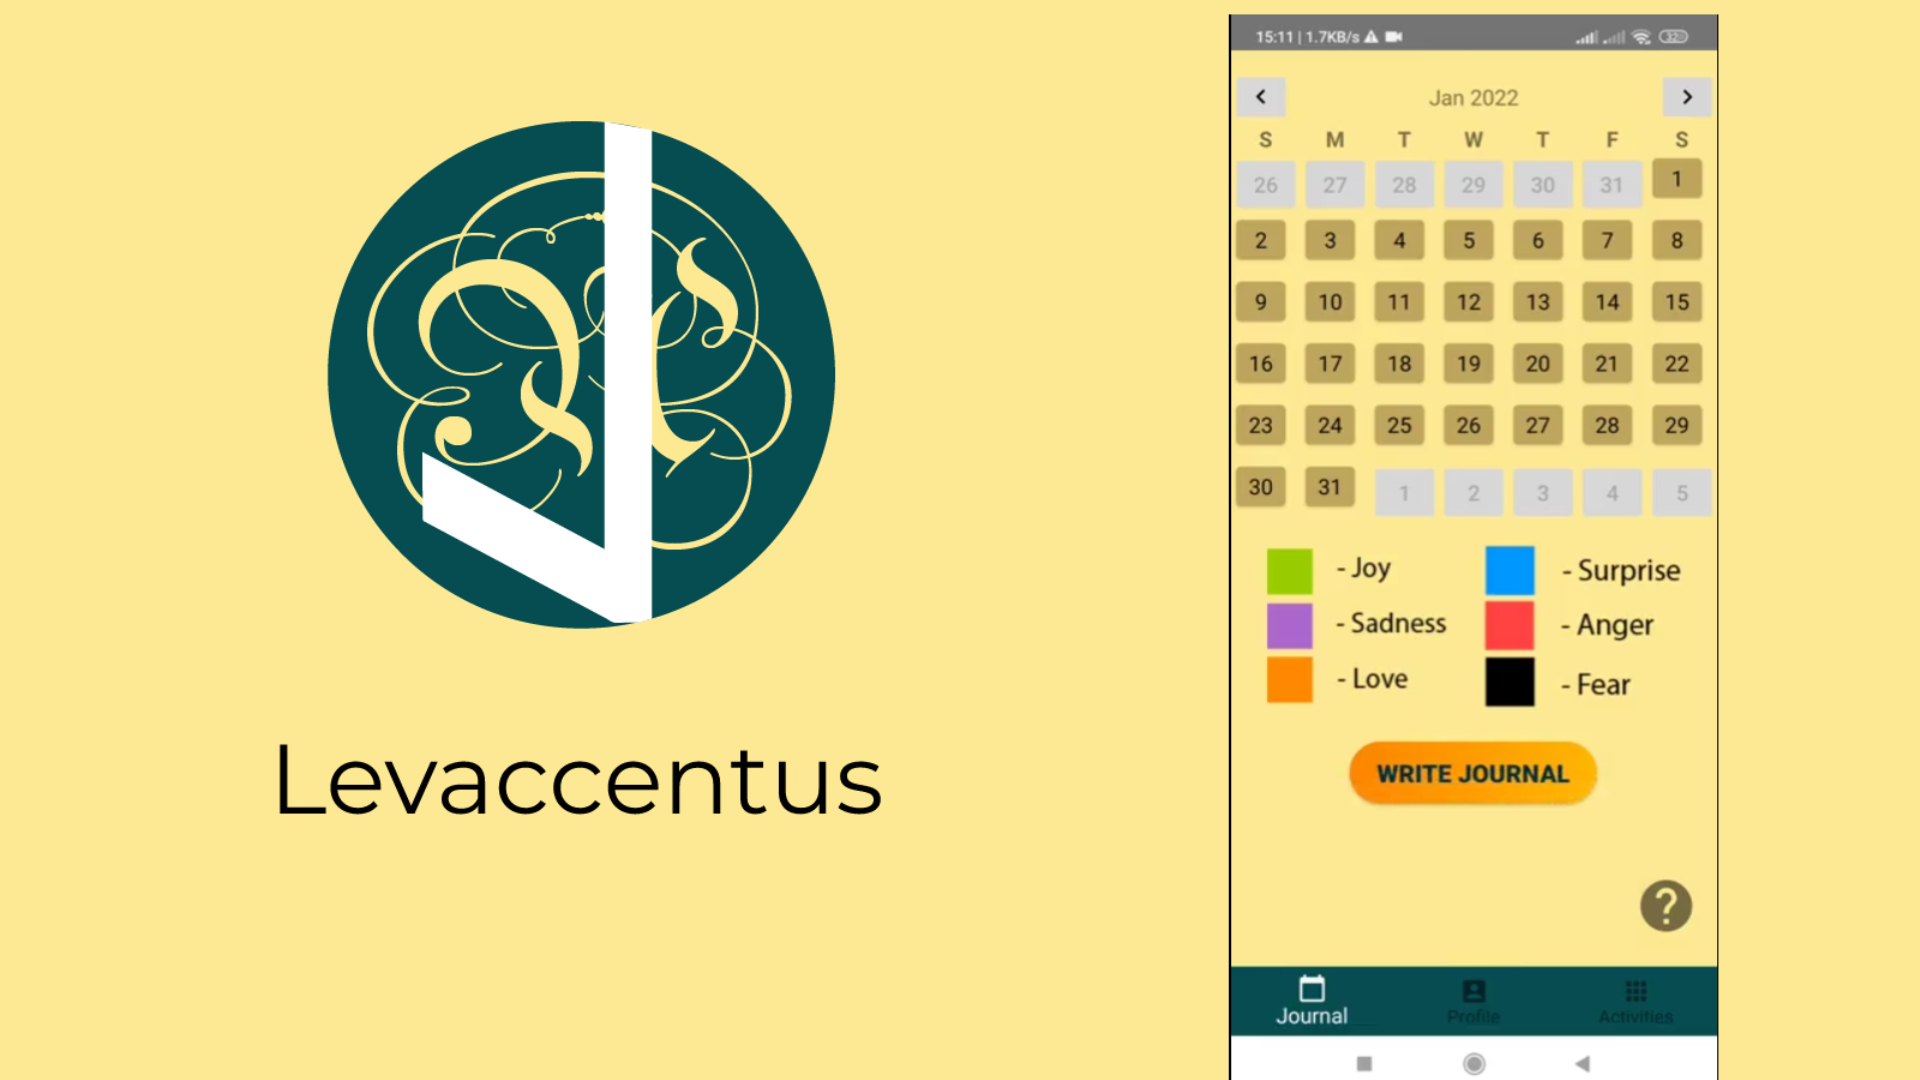 Levaccentus
15:11 | 1.7KB/s
32
Jan 2022
S M T W T F S
26 27 28 29 30 31 1
2 3 4 5 6 7 8
9 10 11 12 13 14 15
16 17 18 19 20 21 22
23 24 25 26 27 28 29
30 31 1 2 3 4 5
- Joy - Surprise
- Sadness - Anger
- Love - Fear
WRITE JOURNAL
?
Journal Profile Activities